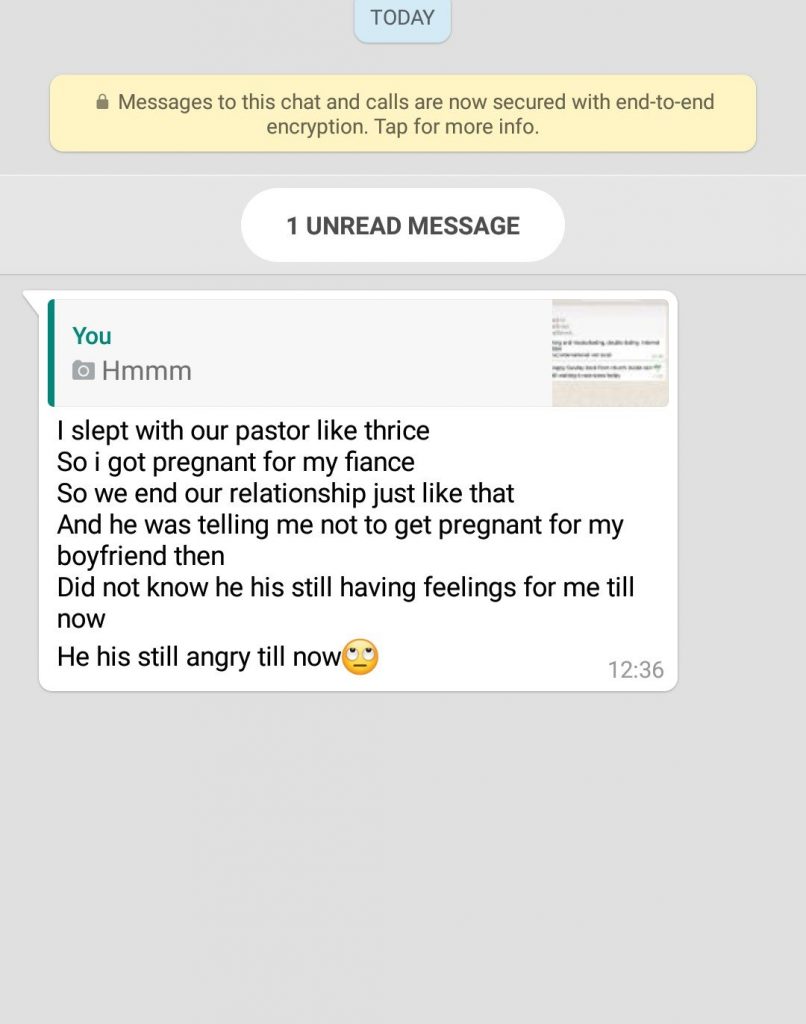 TODAY
Messages to this chat and calls are now secured with end-to-end
encryption. Tap for more info.
1 UNREAD MESSAGE
You
Hmmm
I slept with our pastor like thrice
So i got pregnant for my fiance
So we end our relationship just like that
And he was telling me not to get pregnant for my
boyfriend then
Did not know he his still having feelings for me till
now
He his still angry till now🙄
12:36